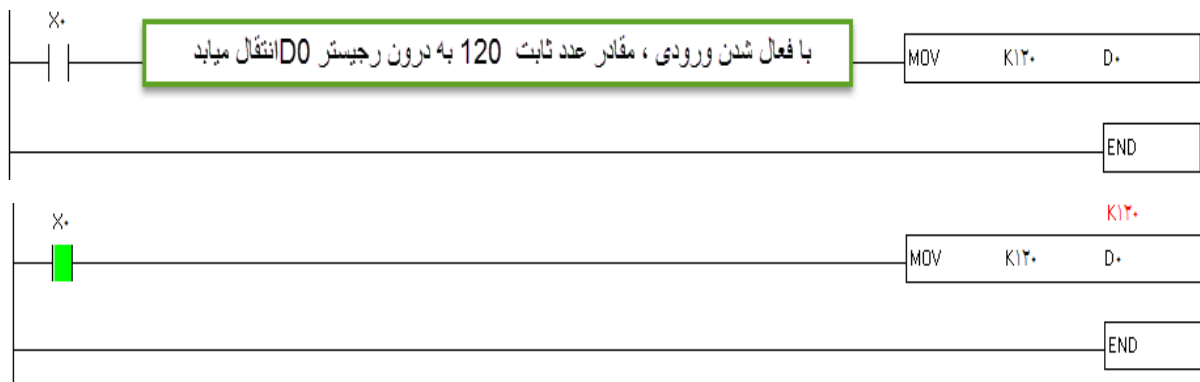 X۰
با فعال شدن ورودی ، مقادر عدد ثابت 120 به درون رجیستر D0انتقال میابد
MOV K۱۲۰ D۰
END
K۱۲۰
X۰
MOV K۱۲۰ D۰
END